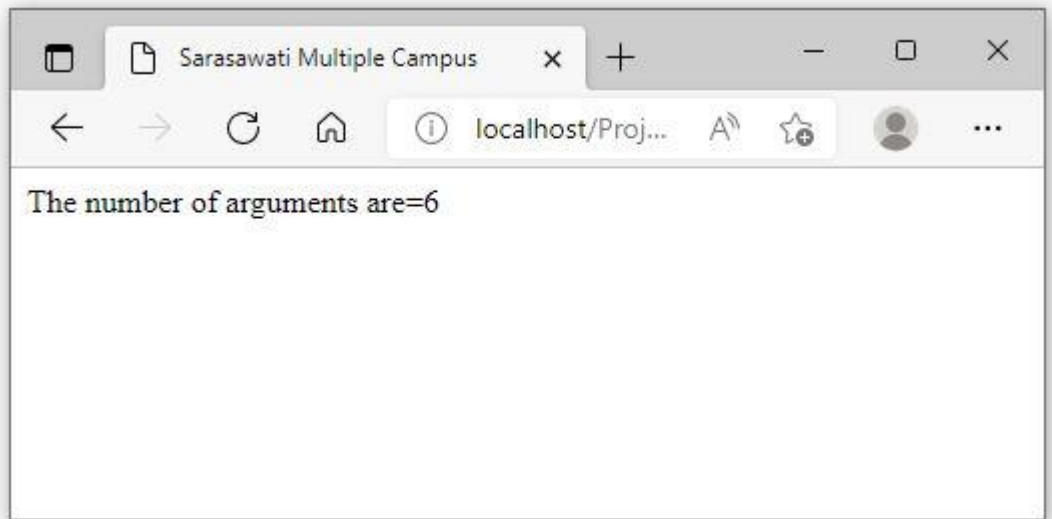 Sarasawati Multiple Campus
localhost/Proj...
The number of arguments are=6